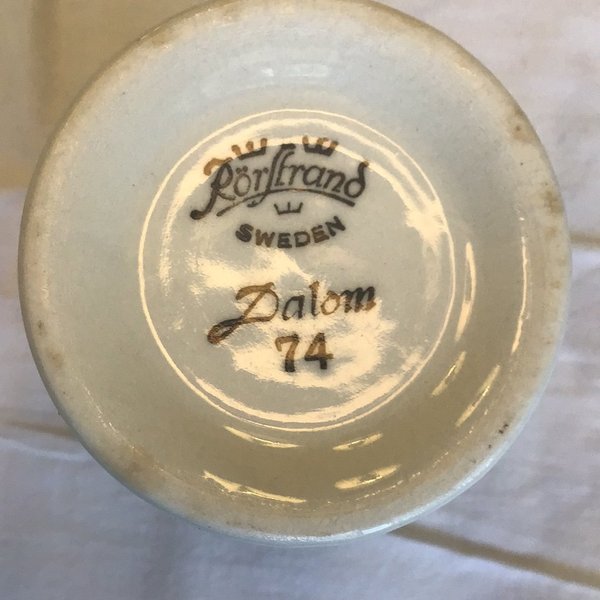 Rörstrand
SWEDEN
Dalom
74